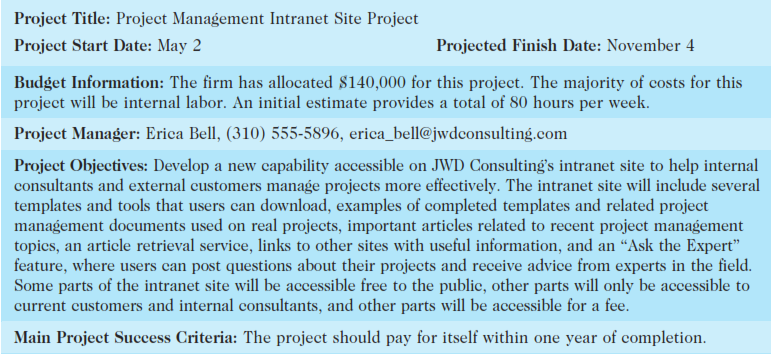 Project Title: Project Management Intranet Site Project
Project Start Date: May 2 Projected Finish Date: November 4
Budget Information: The firm has allocated $140,000 for this project. The majority of costs for this
project will be internal labor. An initial estimate provides a total of 80 hours per week.
Project Manager: Erica Bell, (310) 555-5896, erica_bell@jwdconsulting.com
Project Objectives: Develop a new capability accessible on JWD Consulting's intranet site to help internal
consultants and external customers manage projects more effectively. The intranet site will include several
templates and tools that users can download, examples of completed templates and related project
management documents used on real projects, important articles related to recent project management
topics, an article retrieval service, links to other sites with useful information, and an “Ask the Expert”
feature, where users can post questions about their projects and receive advice from experts in the field.
Some parts of the intranet site will be accessible free to the public, other parts will only be accessible to
current customers and internal consultants, and other parts will be accessible for a fee.
Main Project Success Criteria: The project should pay for itself within one year of completion.